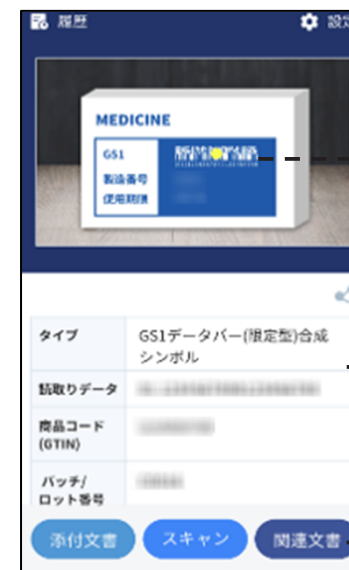 履歴
設定
MEDICINE
GS1
製造番号
使用期限
タイプ
GS1データバー(限定型)合成
シンボル
読取りデータ
商品コード
(GTIN)
バッチ/
ロット番号
添付文書
スキャン
関連文書